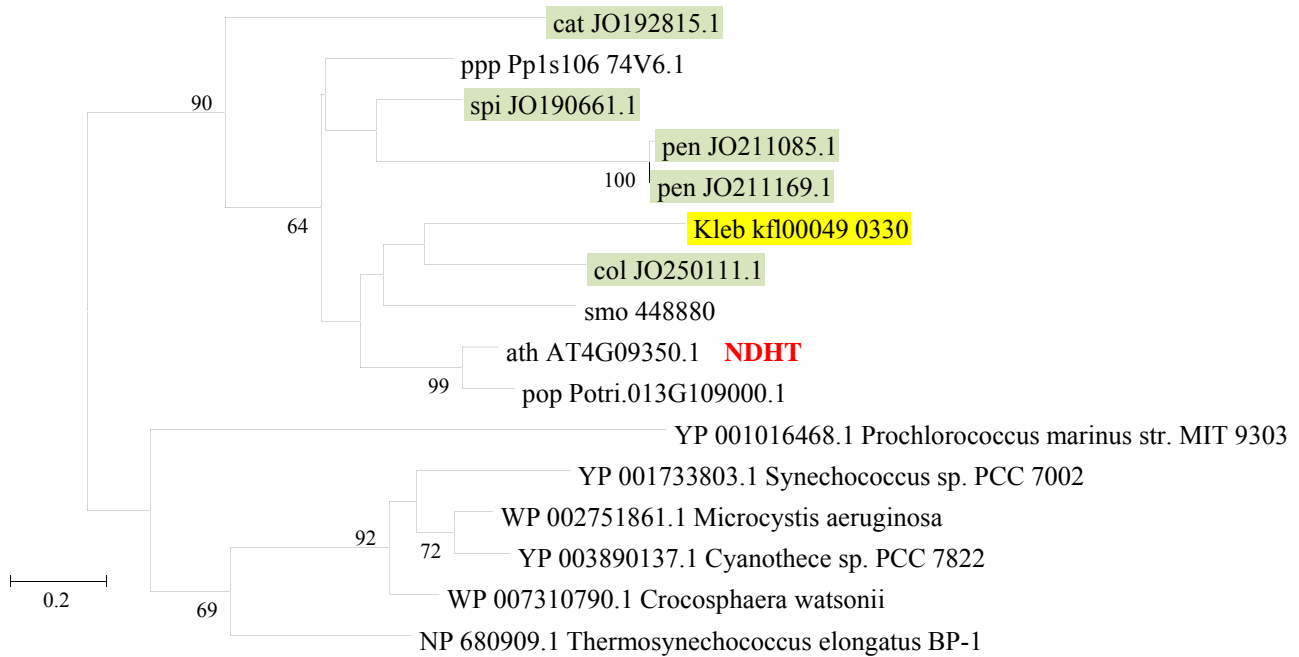 cat JO192815.1
ppp Pp1s106 74V6.1
90
spi JO190661.1
pen JO211085.1
100
pen JO211169.1
64
Kleb kfl00049 0330
col JO250111.1
smo 448880
ath AT4G09350.1 NDHT
99
pop Potri.013G109000.1
YP 001016468.1 Prochlorococcus marinus str. MIT 9303
YP 001733803.1 Synechococcus sp. PCC 7002
WP 002751861.1 Microcystis aeruginosa
92
72
YP 003890137.1 Cyanothece sp. PCC 7822
0.2
69
WP 007310790.1 Crocosphaera watsonii
NP 680909.1 Thermosynechococcus elongatus BP-1